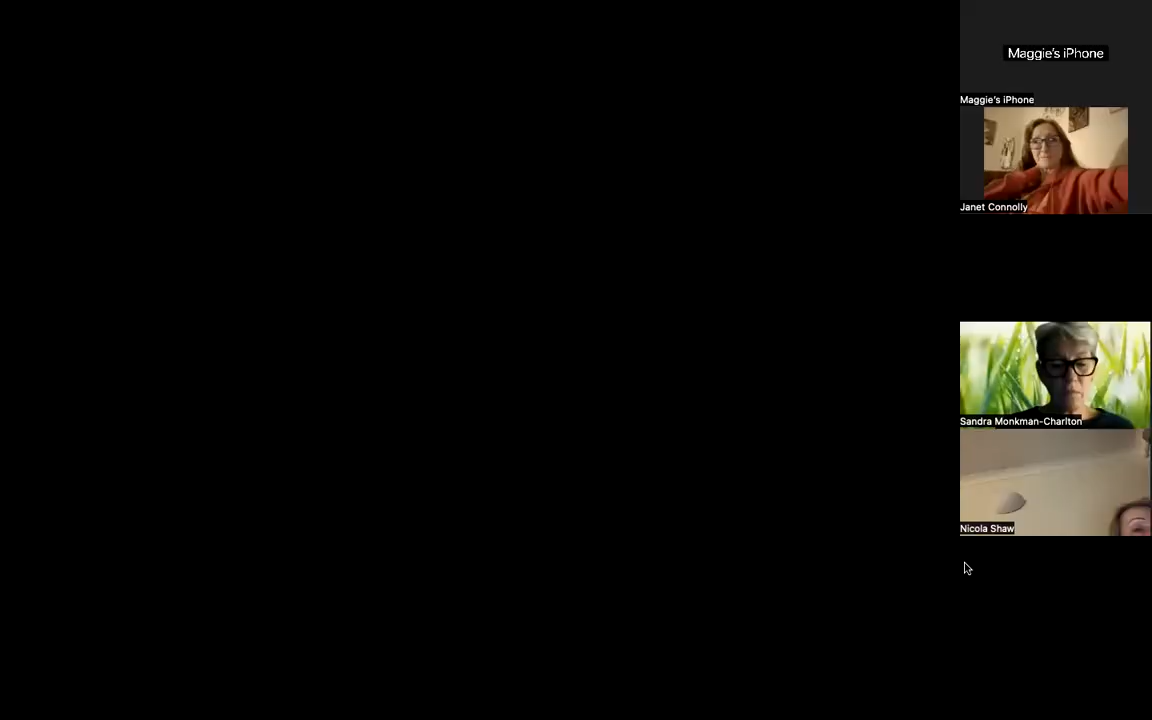 Maggie's iPhone
Maggie's iPhone
Janet Connolly
Sandra Monkman-Charlton
Nicola Shaw